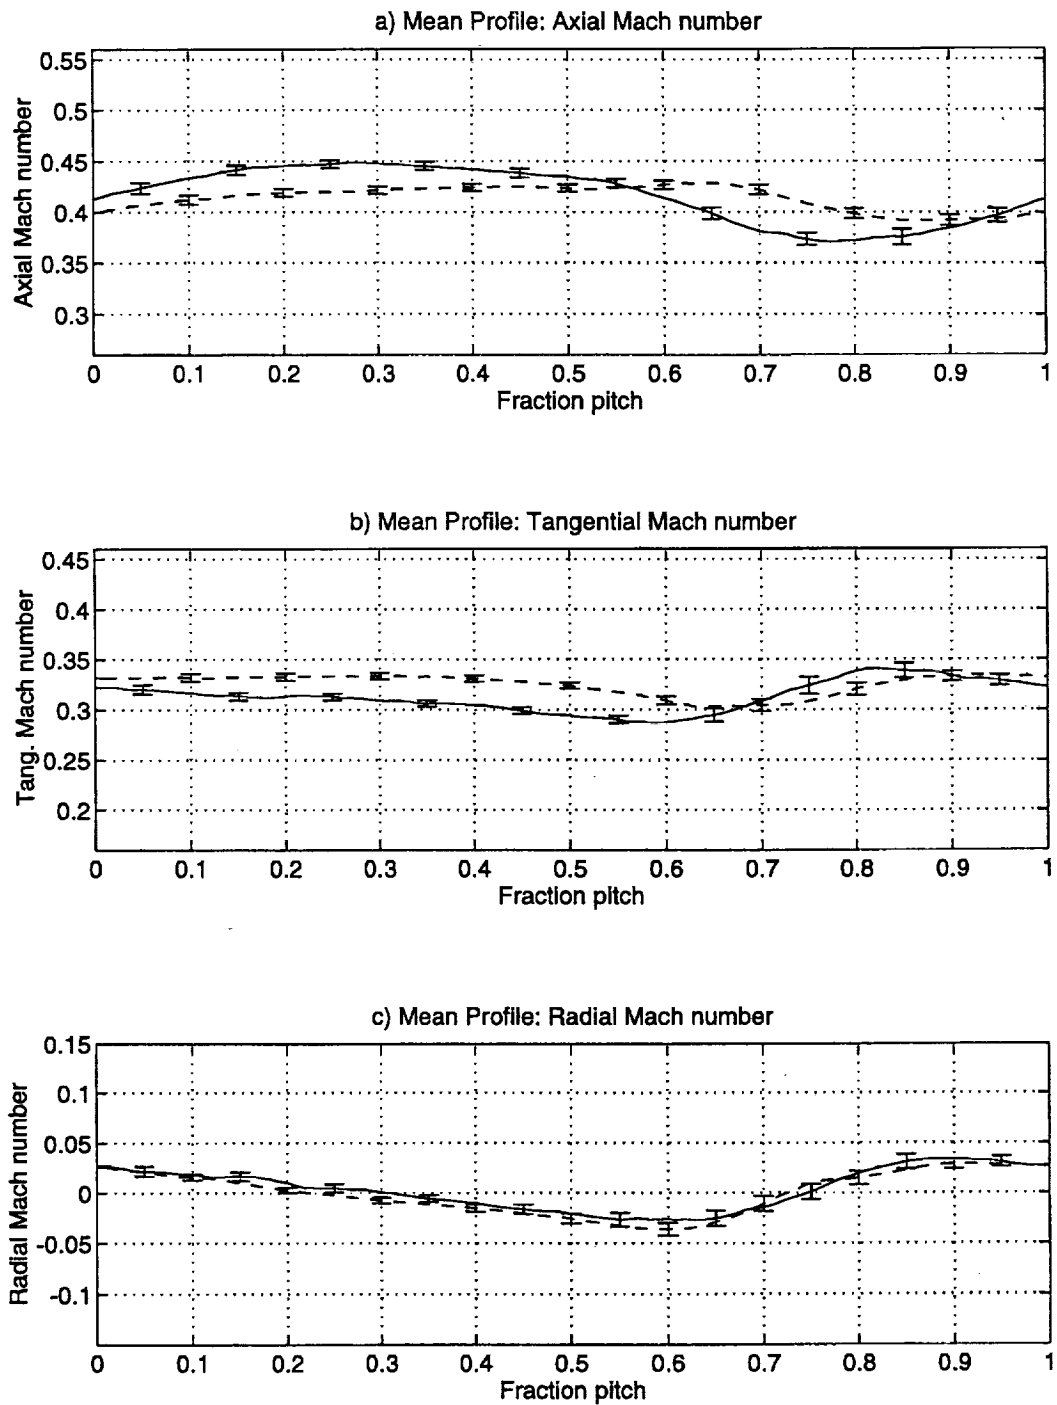 a) Mean Profile: Axial Mach number
Axial Mach number
0.55
0.5
0.45
0.4
0.35
0.3
0 0.1 0.2 0.3 0.4 0.5 0.6 0.7 0.8 0.9 1
Fraction pitch
b) Mean Profile: Tangential Mach number
Tang. Mach number
0.45
0.4
0.35
0.3
0.25
0.2
0 0.1 0.2 0.3 0.4 0.5 0.6 0.7 0.8 0.9 1
Fraction pitch
c) Mean Profile: Radial Mach number
Radial Mach number
0.15
0.1
0.05
0
-0.05
-0.1
0 0.1 0.2 0.3 0.4 0.5 0.6 0.7 0.8 0.9 1
Fraction pitch